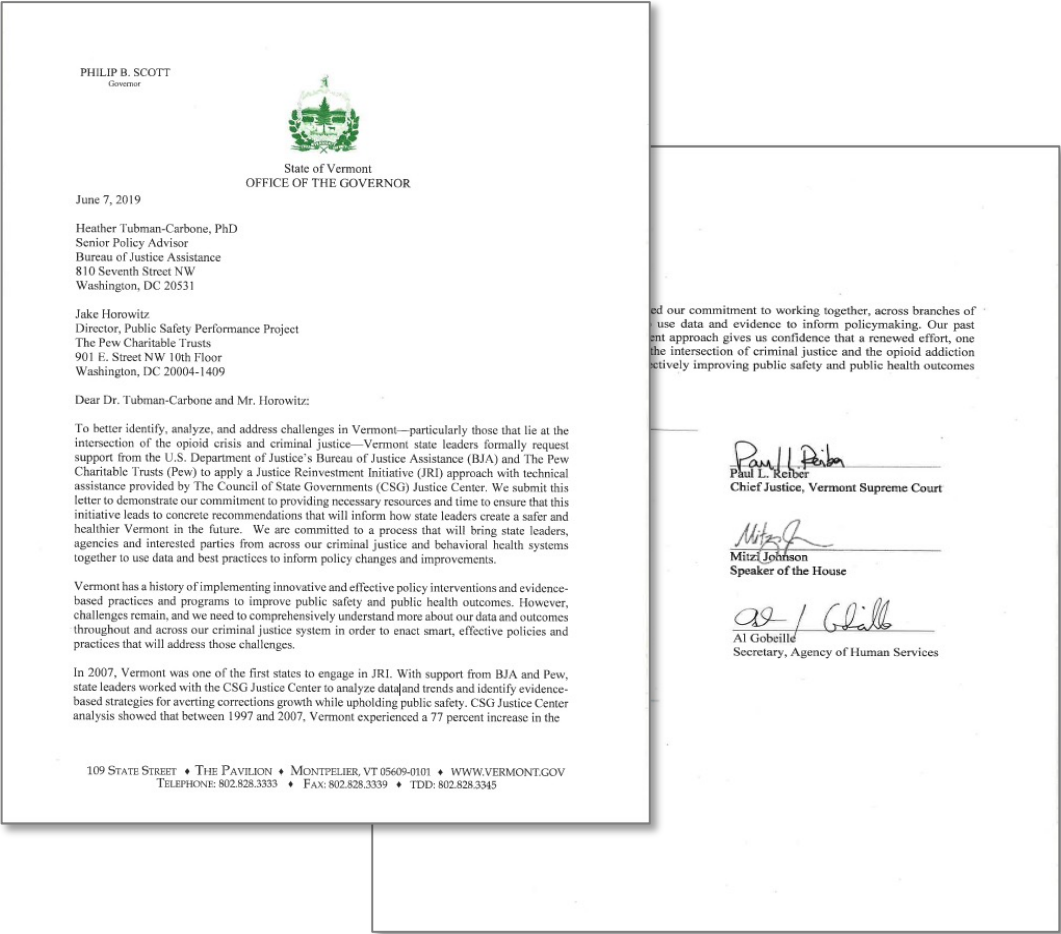 PHILIP B. SCOTT
Governor
State of Vermont
OFFICE OF THE GOVERNOR
June 7, 2019
Heather Tubman-Carbone, PhD
Senior Policy Advisor
Bureau of Justice Assistance
810 Seventh Street NW
Washington, DC 20531
Jake Horowitz
Director, Public Safety Performance Project
The Pew Charitable Trusts
901 E. Street NW 10th Floor
Washington, DC 20004-1409
Dear Dr. Tubman-Carbone and Mr. Horowitz:
To better identify, analyze, and address challenges in Vermont—particularly those that lie at the
intersection of the opioid crisis and criminal justice—Vermont state leaders formally request
support from the U.S. Department of Justice's Bureau of Justice Assistance (BJA) and The Pew
Charitable Trusts (Pew) to apply a Justice Reinvestment Initiative (JRI) approach with technical
assistance provided by The Council of State Governments (CSG) Justice Center. We submit this
letter to demonstrate our commitment to providing necessary resources and time to ensure that this
initiative leads to concrete recommendations that will inform how state leaders create a safer and
healthier Vermont in the future. We are committed to a process that will bring state leaders,
agencies and interested parties from across our criminal justice and behavioral health systems
together to use data and best practices to inform policy changes and improvements.
Vermont has a history of implementing innovative and effective policy interventions and evidence-
based practices and programs to improve public safety and public health outcomes. However,
challenges remain, and we need to comprehensively understand more about our data and outcomes
throughout and across our criminal justice system in order to enact smart, effective policies and
practices that will address those challenges.
In 2007, Vermont was one of the first states to engage in JRI. With support from BJA and Pew,
state leaders worked with the CSG Justice Center to analyze data and trends and identify evidence-
based strategies for averting corrections growth while upholding public safety. CSG Justice Center
analysis showed that between 1997 and 2007, Vermont experienced a 77 percent increase in the
109 STATE STREET ♦ THE PAVILION ♦ MONTPELIER, VT 05609-0101 ♦ WWW.VERMONT.GOV
TELEPHONE: 802.828.3333 ♦ FAX: 802.828.3339 ♦ TDD: 802.828.3345
ed our commitment to working together, across branches of
use data and evidence to inform policymaking. Our past
ent approach gives us confidence that a renewed effort, one
the intersection of criminal justice and the opioid addiction
ctively improving public safety and public health outcomes
Paul L. Reiber
Paul L. Reiber
Chief Justice, Vermont Supreme Court
Mitzi Johnson
Speaker of the House
Al Gobeille
Secretary, Agency of Human Services